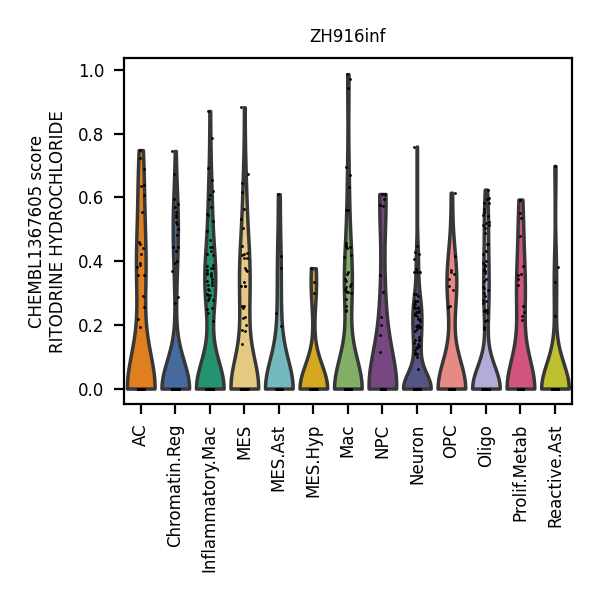 ZH916inf
CHEMBL1367605 score
RITODRINE HYDROCHLORIDE
1.0
0.8
0.6
0.4
0.2
0.0
AC
Chromatin.Reg
Inflammatory.Mac
MES
MES.Ast
MES.Hyp
Mac
NPC
Neuron
OPC
Oligo
Prolif.Metab
Reactive.Ast